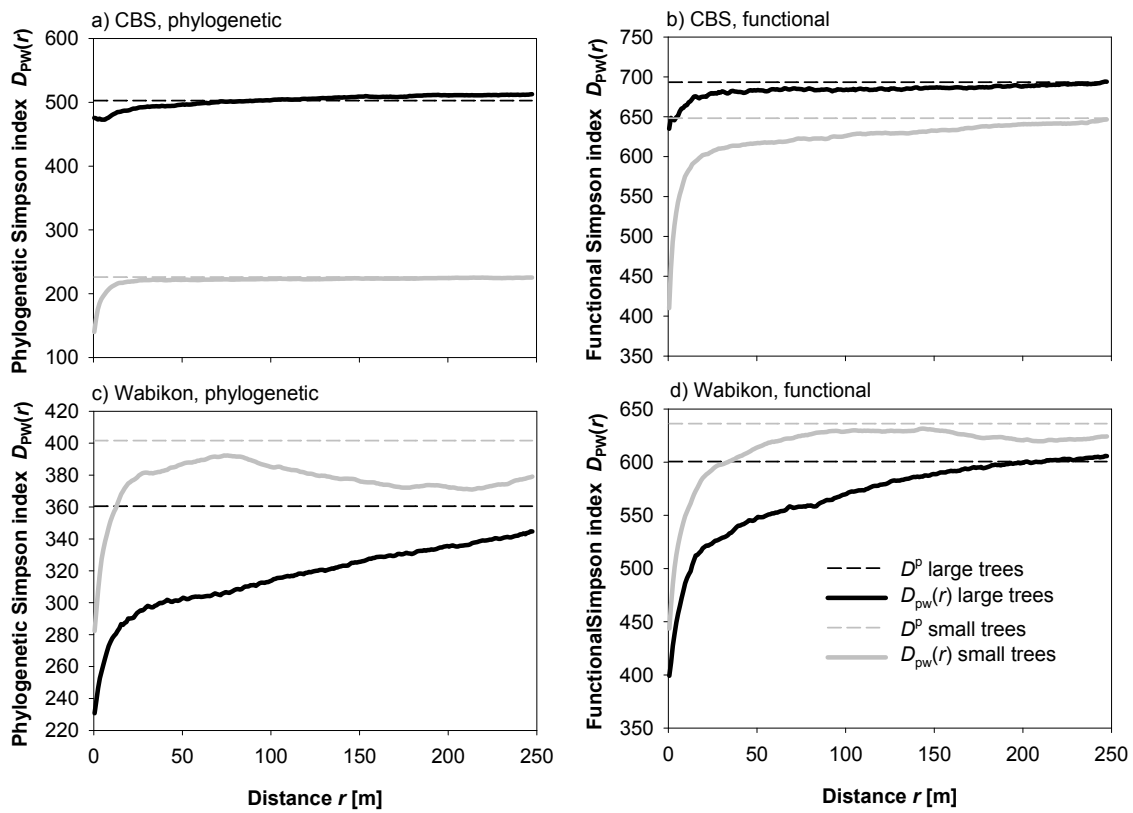 a) CBS, phylogenetic
Phylogenetic Simpson index D_PW(r)
600
500
400
300
200
100
b) CBS, functional
Functional Simpson index D_PW(r)
750
700
650
600
550
500
450
400
350
c) Wabikon, phylogenetic
Phylogenetic Simpson index D_PW(r)
420
400
380
360
340
320
300
280
260
240
220
0 50 100 150 200 250
Distance r [m]
d) Wabikon, functional
FunctionalSimpson index D_PW(r)
650
600
550
500
450
400
350
D^p large trees
D_pw(r) large trees
D^p small trees
D_pw(r) small trees
0 50 100 150 200 250
Distance r [m]